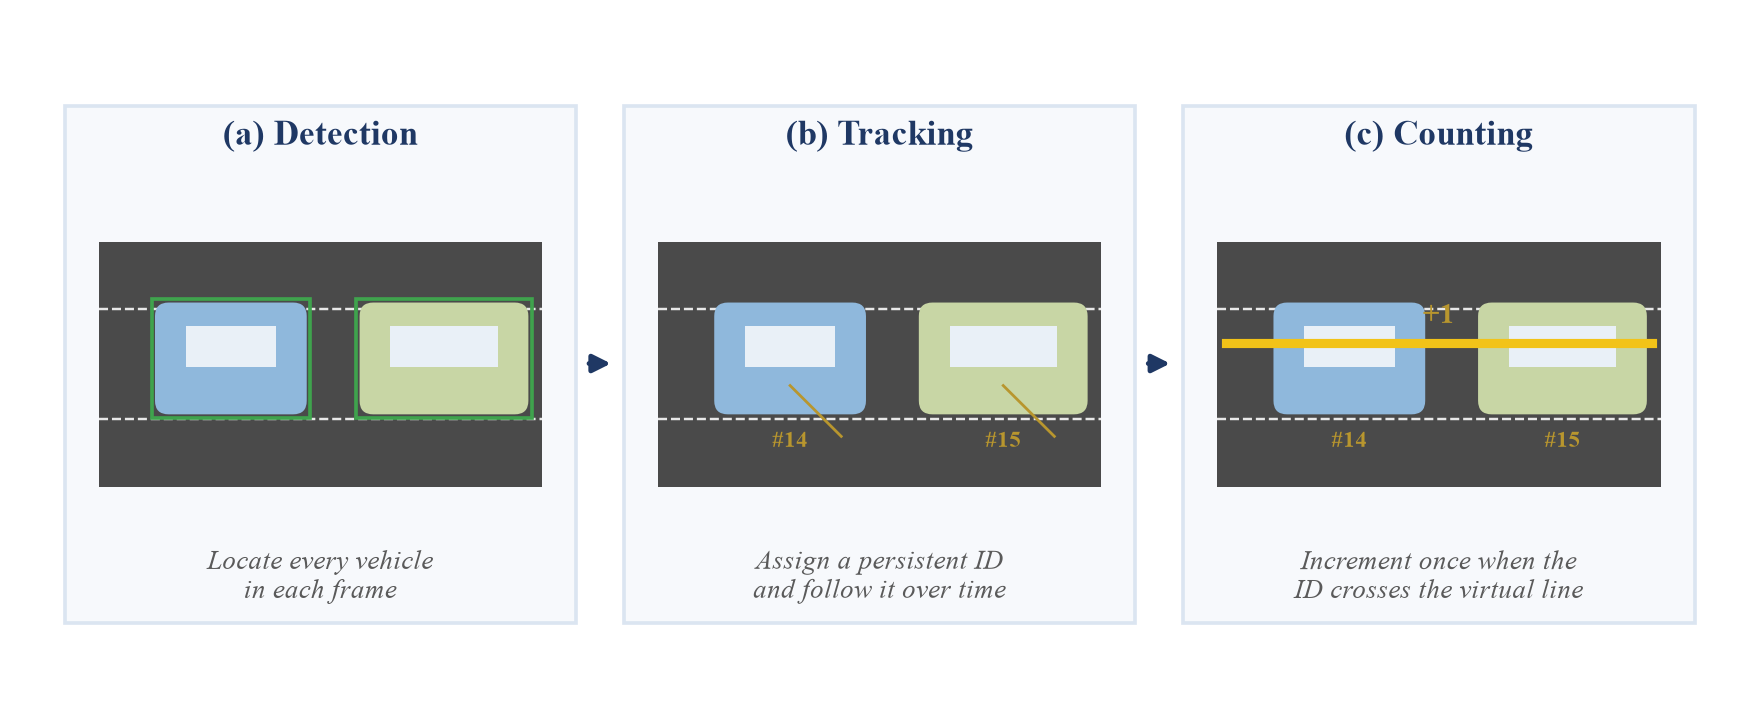 (a) Detection
Locate every vehicle
in each frame
(b) Tracking
#14
#15
Assign a persistent ID
and follow it over time
(c) Counting
+1
#14
#15
Increment once when the
ID crosses the virtual line